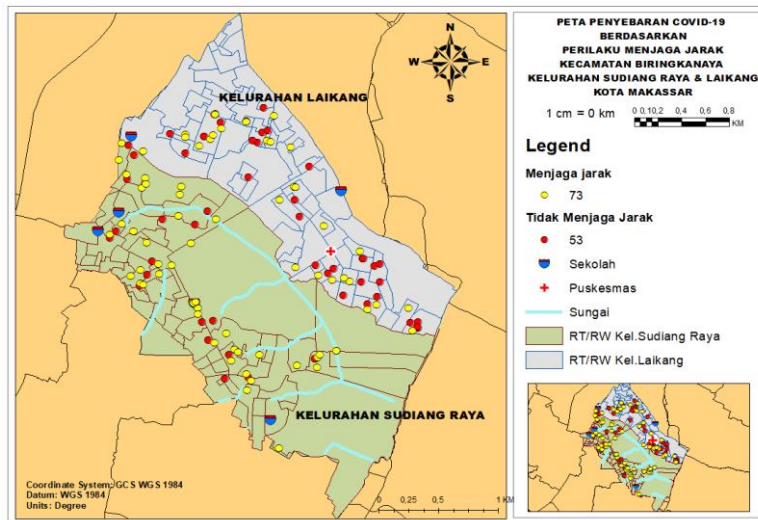 N
W E
S
KELURAHAN LAIKANG
KELURAHAN SUDIANG RAYA
Coordinate System: GCS WGS 1984
Datum: WGS 1984
Units: Degree
0 0,25 0,5 1 KM
PETA PENYEBARAN COVID-19
BERDASARKAN
PERILAKU MENJAGA JARAK
KECAMATAN BIRINGKANAYA
KELURAHAN SUDIANG RAYA & LAIKANG
KOTA MAKASSAR
1 cm = 0 km
0 0,1 0,2 0,4 0,6 0,8
KM
Legend
Menjaga jarak
73
Tidak Menjaga Jarak
53
Sekolah
Puskesmas
Sungai
RT/RW Kel.Sudiang Raya
RT/RW Kel.Laikang